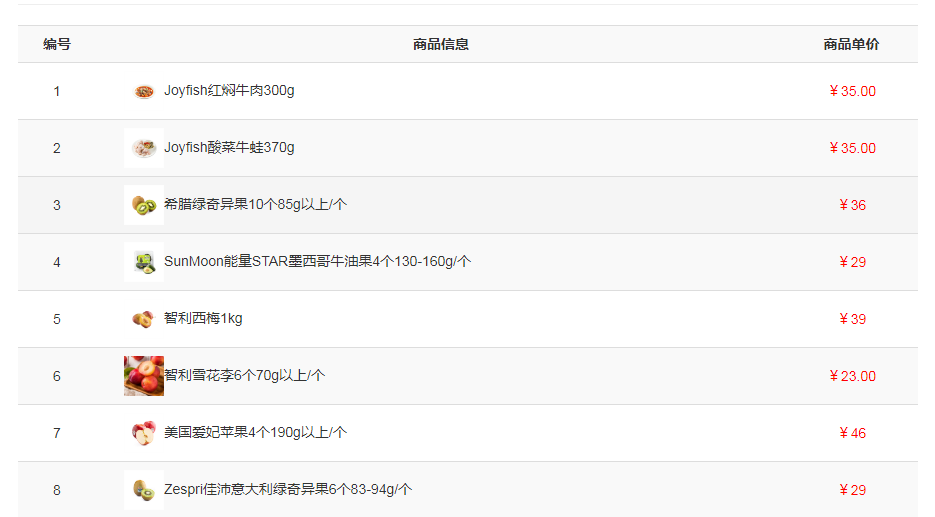 编号 商品信息 商品单价
1 Joyfish红焖牛肉300g ￥35.00
2 Joyfish酸菜牛蛙370g ￥35.00
3 希腊绿奇异果10个85g以上/个 ￥36
4 SunMoon能量STAR墨西哥牛油果4个130-160g/个 ￥29
5 智利西梅1kg ￥39
6 智利雪花李6个70g以上/个 ￥23.00
7 美国爱妃苹果4个190g以上/个 ￥46
8 Zespri佳沛意大利绿奇异果6个83-94g/个 ￥29